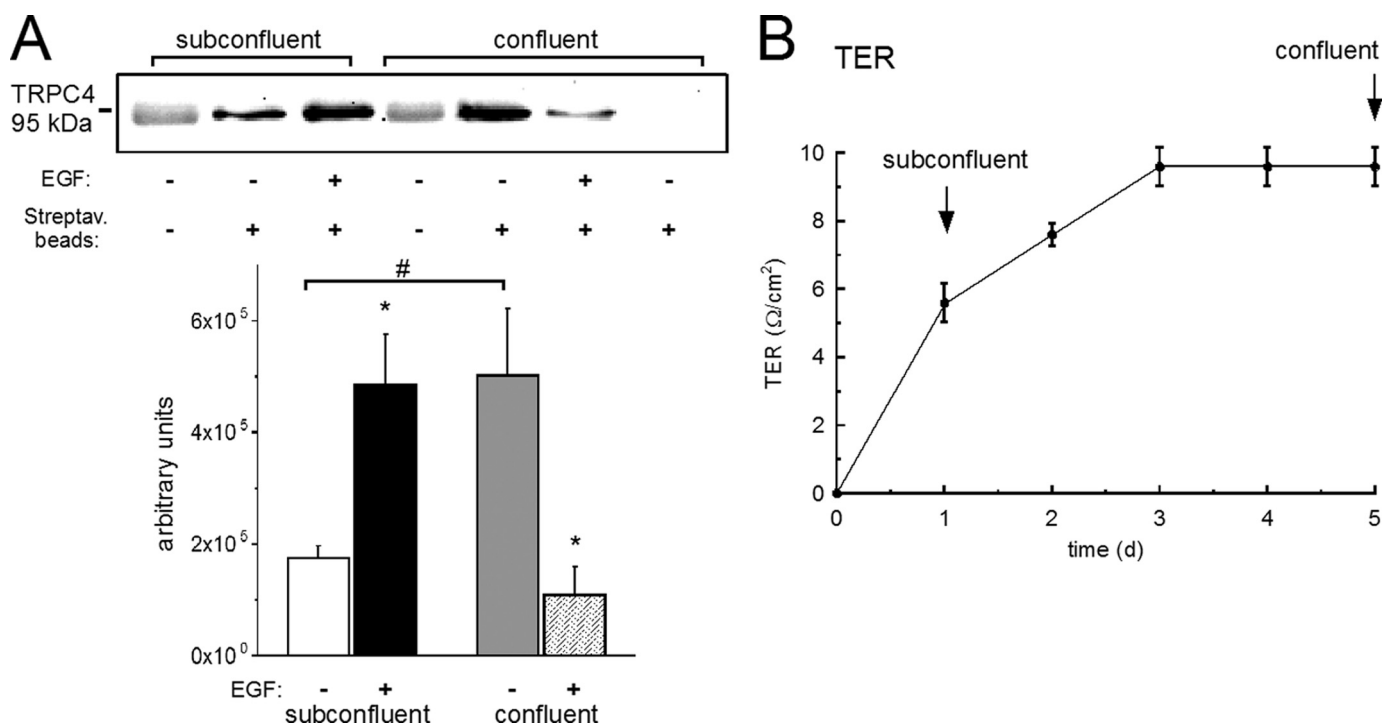 A
subconfluent confluent
TRPC4
95 kDa
EGF: - - + - - + -
Streptav.
beads: - + + - + + +
#
* *
6x10⁵
4x10⁵
2x10⁵
0x10⁰
arbitrary units
EGF: - + - +
subconfluent confluent
B
TER
confluent
subconfluent
10
8
6
4
2
0
TER (Ω/cm²)
0 1 2 3 4 5
time (d)